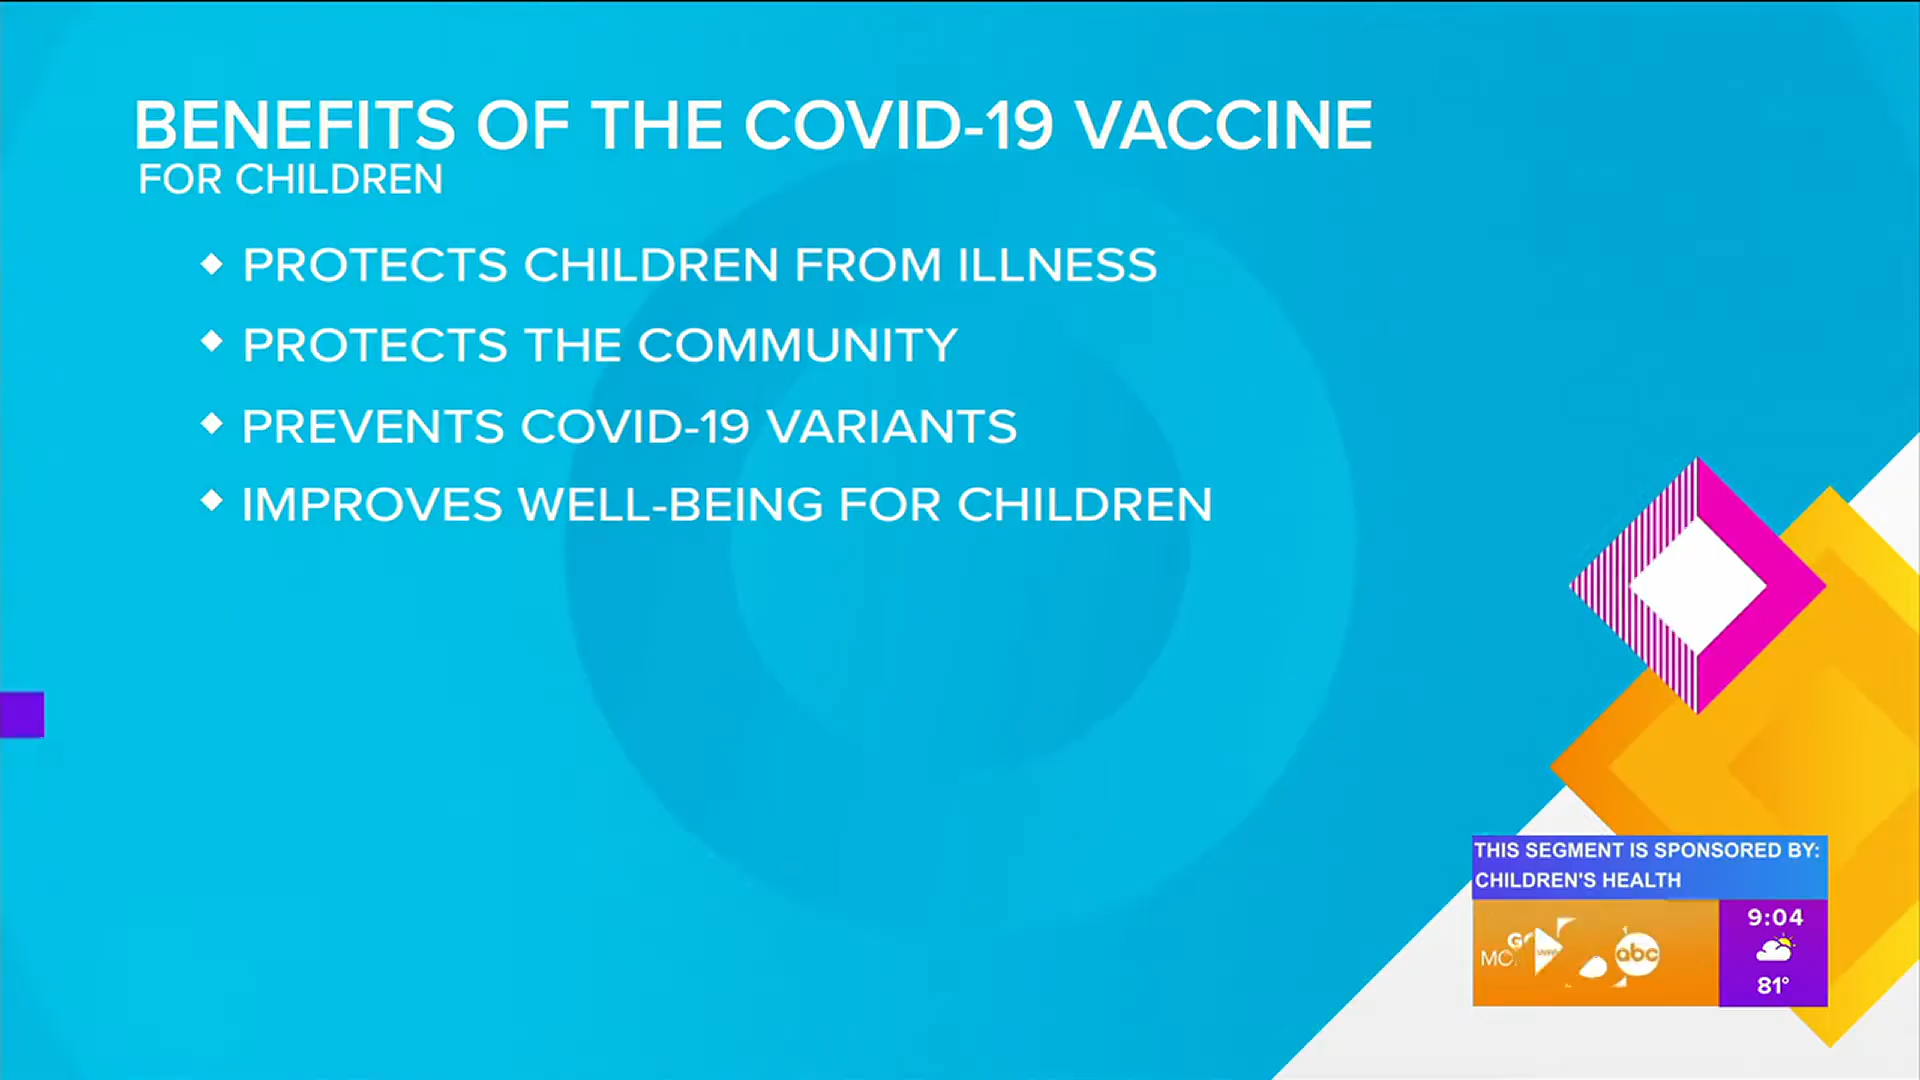 BENEFITS OF THE COVID-19 VACCINE
FOR CHILDREN
PROTECTS CHILDREN FROM ILLNESS
PROTECTS THE COMMUNITY
PREVENTS COVID-19 VARIANTS
IMPROVES WELL-BEING FOR CHILDREN
THIS SEGMENT IS SPONSORED BY:
CHILDREN'S HEALTH
9:04
abc
81°